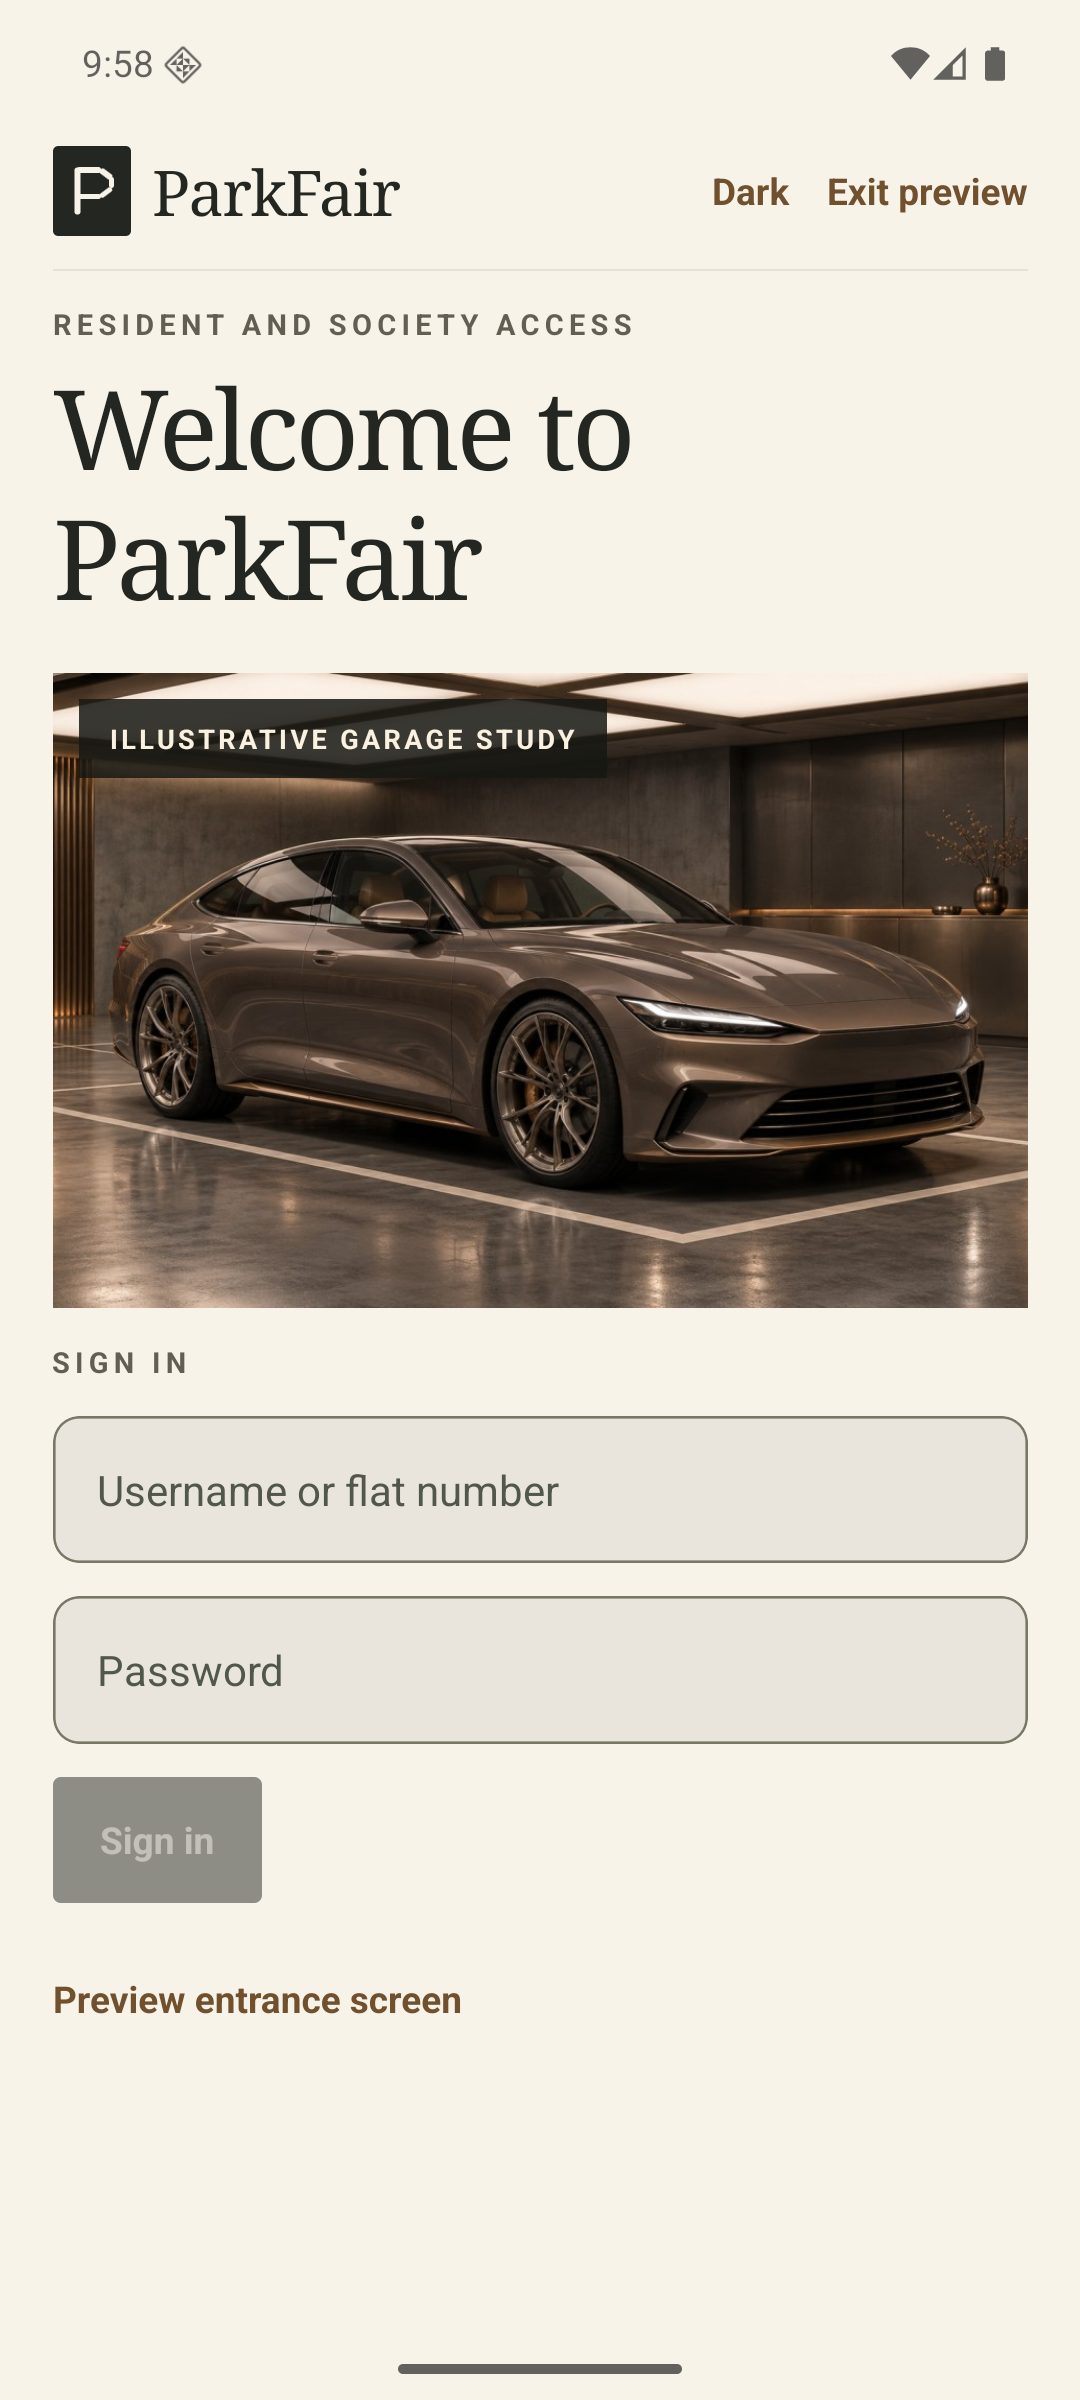 9:58
P ParkFair
Dark Exit preview
RESIDENT AND SOCIETY ACCESS
Welcome to
ParkFair
ILLUSTRATIVE GARAGE STUDY
SIGN IN
Username or flat number
Password
Sign in
Preview entrance screen